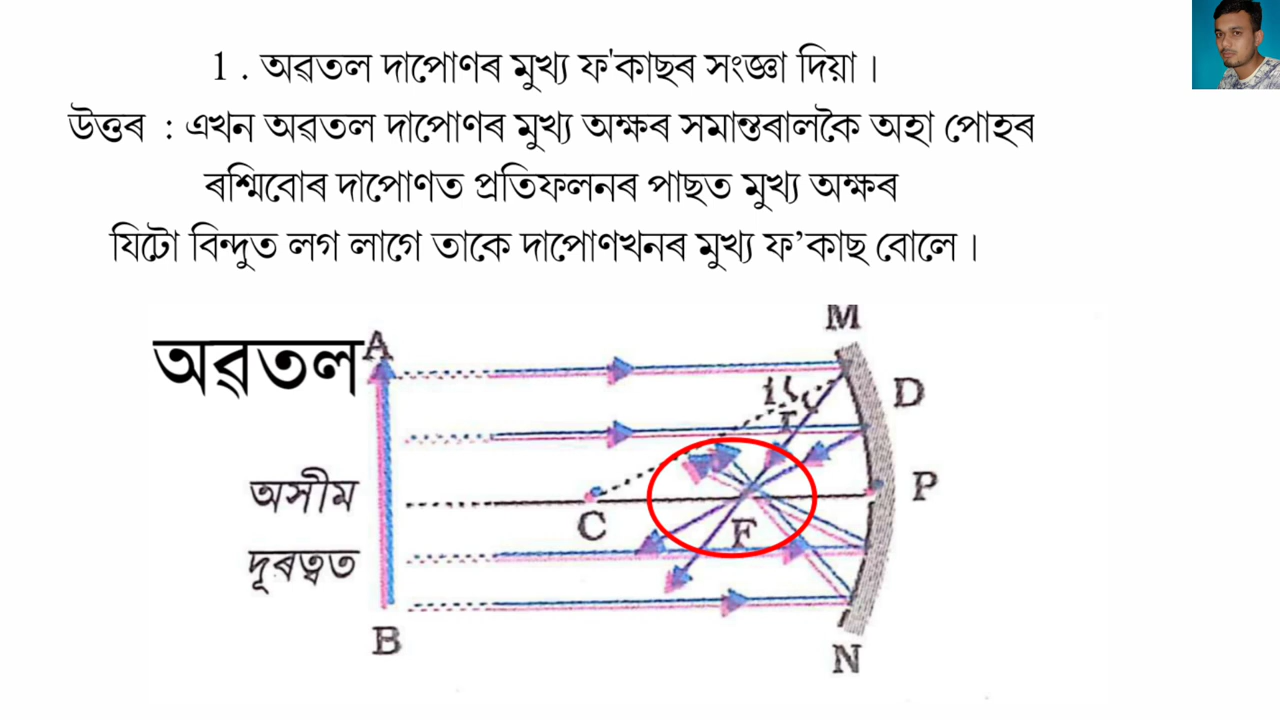 1 . অৱতল দাপোণৰ মুখ্য ফ'কাছৰ সংজ্ঞা দিয়া ।
উত্তৰ : এখন অৱতল দাপোণৰ মুখ্য অক্ষৰ সমান্তৰালকৈ অহা পোহৰ
ৰশ্মিবোৰ দাপোণত প্ৰতিফলনৰ পাছত মুখ্য অক্ষৰ
যিটো বিন্দুত লগ লাগে তাকে দাপোণখনৰ মুখ্য ফ’কাছ বোলে ।
M
অৱতল
A
D
i
r
অসীম
P
C
F
দূৰত্বত
B
N